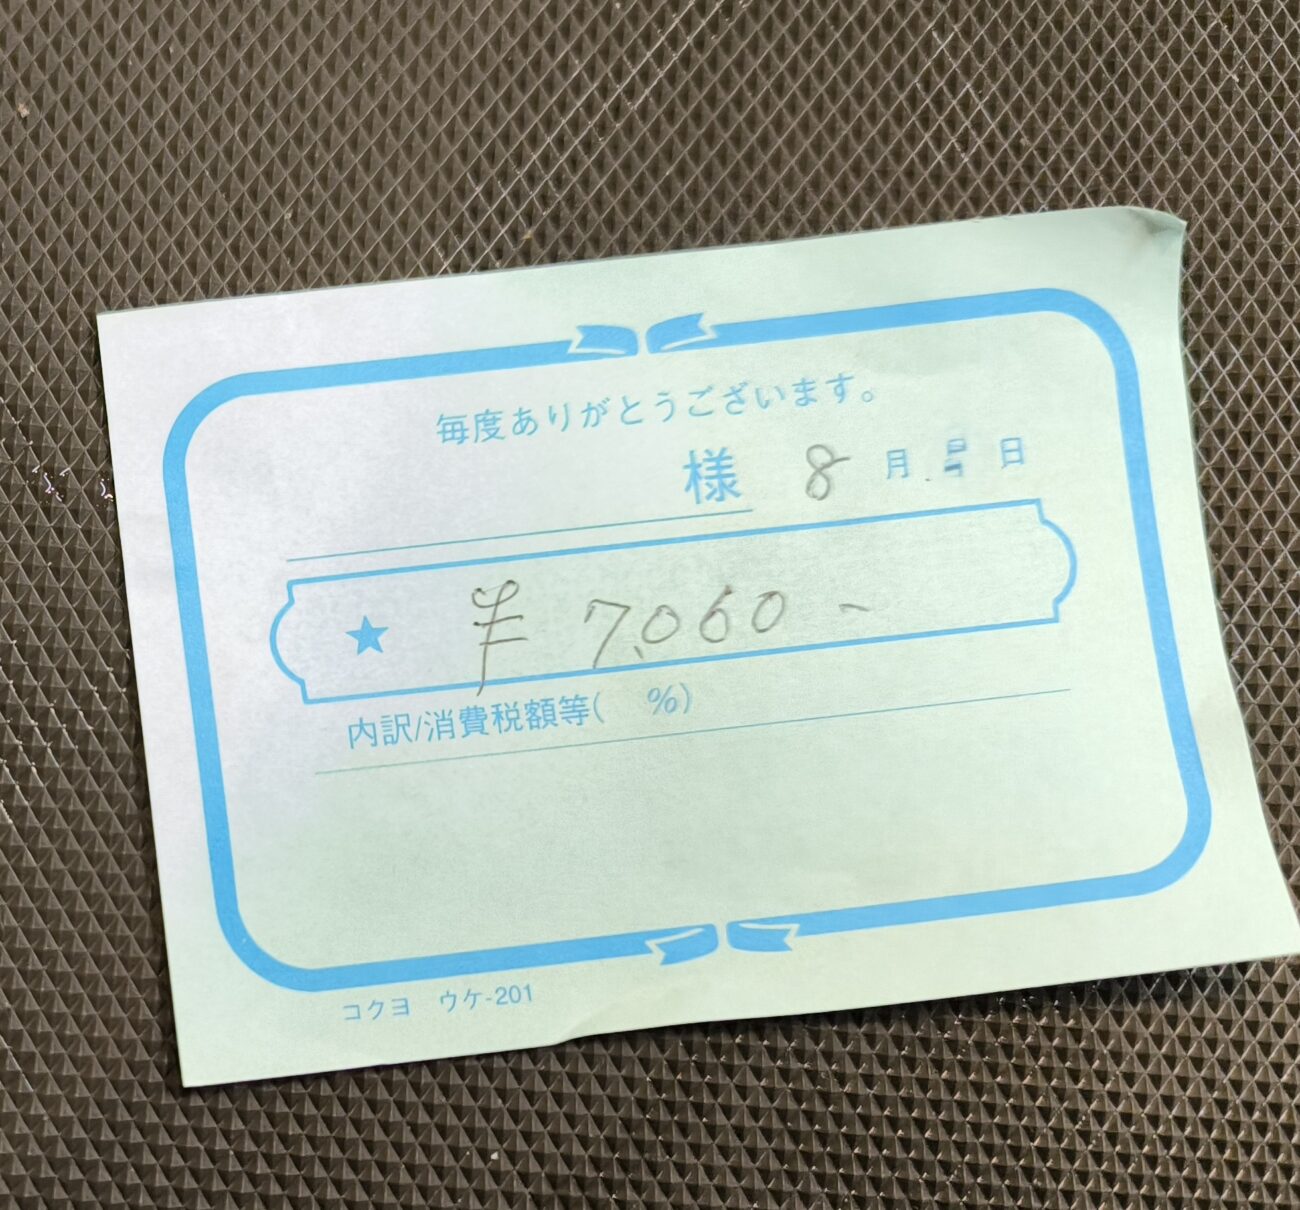 毎度ありがとうございます。
様 8月 日
★ ¥7,060-
内訳/消費税額等( %)
コクヨ ウケ-201